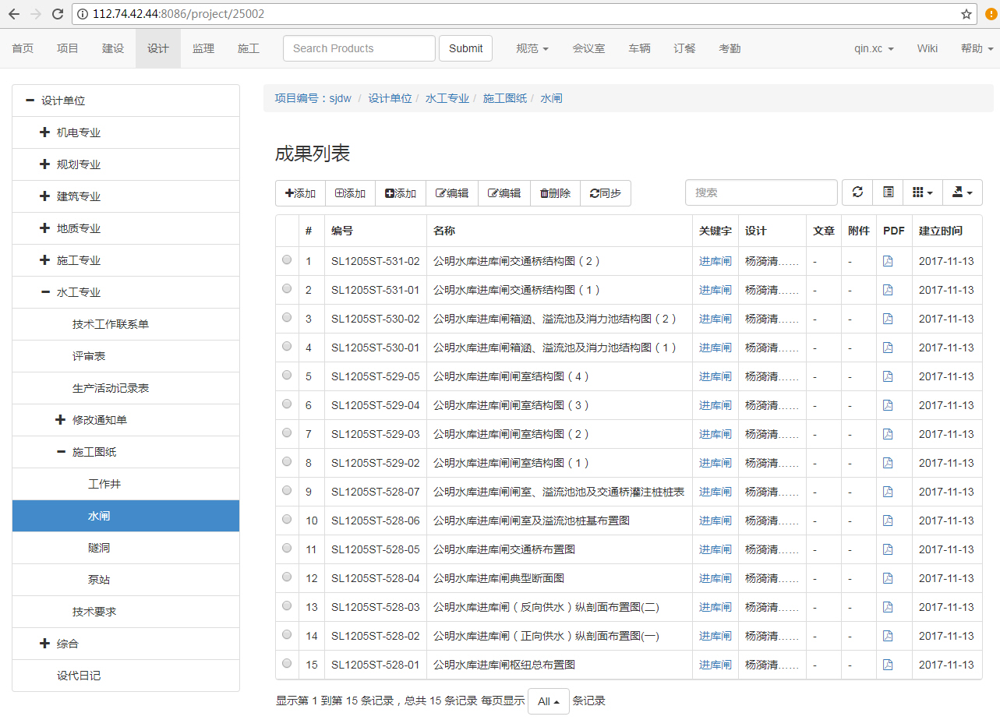 112.74.42.44:8086/project/25002
首页 项目 建设 设计 监理 施工 Search Products Submit 规范 会议室 车辆 订餐 考勤 qin.xc Wiki 帮助
设计单位
机电专业
规划专业
建筑专业
地质专业
施工专业
水工专业
技术工作联系单
评审表
生产活动记录表
修改通知单
施工图纸
工作井
水闸
隧洞
泵站
技术要求
综合
设代日记
项目编号：sjdw / 设计单位 / 水工专业 / 施工图纸 / 水闸
成果列表
添加 添加 添加 编辑 编辑 删除 同步 搜索
# 编号 名称 关键字 设计 文章 附件 PDF 建立时间
1 SL1205ST-531-02 公明水库进库闸交通桥结构图（2） 进库闸 杨漪清…… - - 2017-11-13
2 SL1205ST-531-01 公明水库进库闸交通桥结构图（1） 进库闸 杨漪清…… - - 2017-11-13
3 SL1205ST-530-02 公明水库进库闸箱涵、溢流池及消力池结构图（2） 进库闸 杨漪清…… - - 2017-11-13
4 SL1205ST-530-01 公明水库进库闸箱涵、溢流池及消力池结构图（1） 进库闸 杨漪清…… - - 2017-11-13
5 SL1205ST-529-05 公明水库进库闸闸室结构图（4） 进库闸 杨漪清…… - - 2017-11-13
6 SL1205ST-529-04 公明水库进库闸闸室结构图（3） 进库闸 杨漪清…… - - 2017-11-13
7 SL1205ST-529-03 公明水库进库闸闸室结构图（2） 进库闸 杨漪清…… - - 2017-11-13
8 SL1205ST-529-02 公明水库进库闸闸室结构图（1） 进库闸 杨漪清…… - - 2017-11-13
9 SL1205ST-528-07 公明水库进库闸闸室、溢流池池及交通桥灌注桩桩表 进库闸 杨漪清…… - - 2017-11-13
10 SL1205ST-528-06 公明水库进库闸闸室及溢流池桩基布置图 进库闸 杨漪清…… - - 2017-11-13
11 SL1205ST-528-05 公明水库进库闸交通桥布置图 进库闸 杨漪清…… - - 2017-11-13
12 SL1205ST-528-04 公明水库进库闸典型断面图 进库闸 杨漪清…… - - 2017-11-13
13 SL1205ST-528-03 公明水库进库闸（反向供水）纵剖面布置图(二) 进库闸 杨漪清…… - - 2017-11-13
14 SL1205ST-528-02 公明水库进库闸（正向供水）纵剖面布置图(一) 进库闸 杨漪清…… - - 2017-11-13
15 SL1205ST-528-01 公明水库进库闸枢纽总布置图 进库闸 杨漪清…… - - 2017-11-13
显示第 1 到第 15 条记录，总共 15 条记录 每页显示 All 条记录